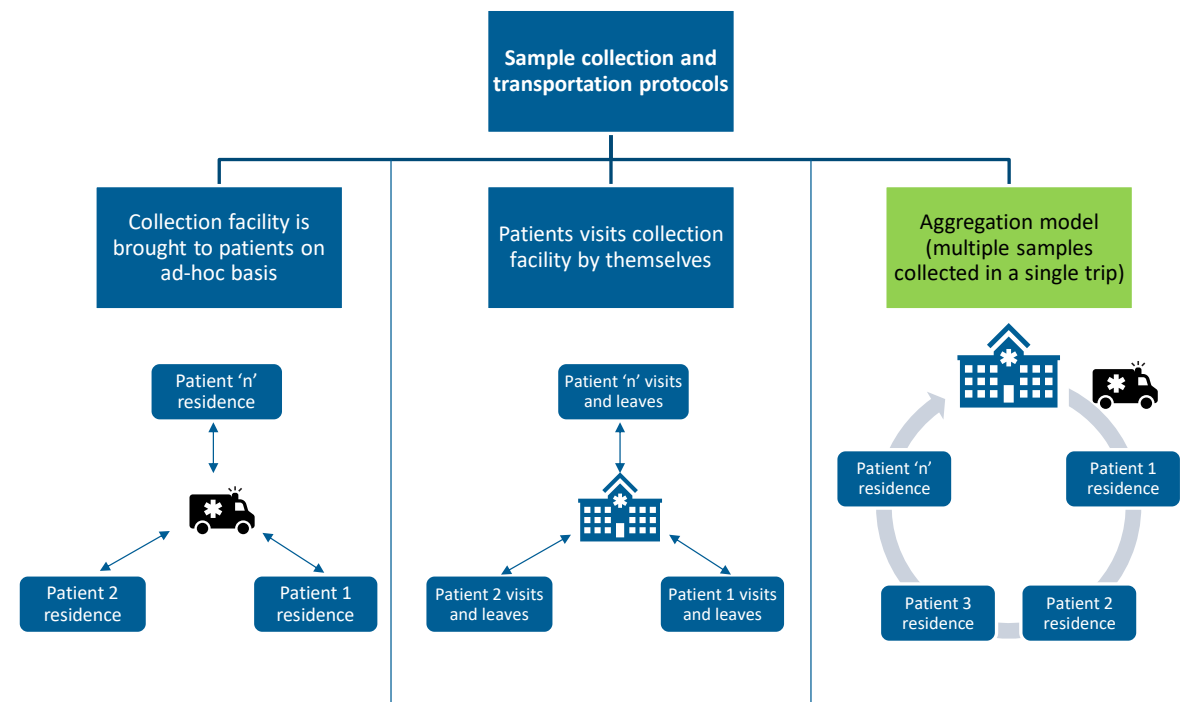 Sample collection and
transportation protocols
Collection facility is
brought to patients on
ad-hoc basis
Patients visits collection
facility by themselves
Aggregation model
(multiple samples
collected in a single trip)
Patient ‘n’
residence
Patient 2
residence
Patient 1
residence
Patient ‘n’ visits
and leaves
Patient 2 visits
and leaves
Patient 1 visits
and leaves
Patient ‘n’
residence
Patient 1
residence
Patient 3
residence
Patient 2
residence